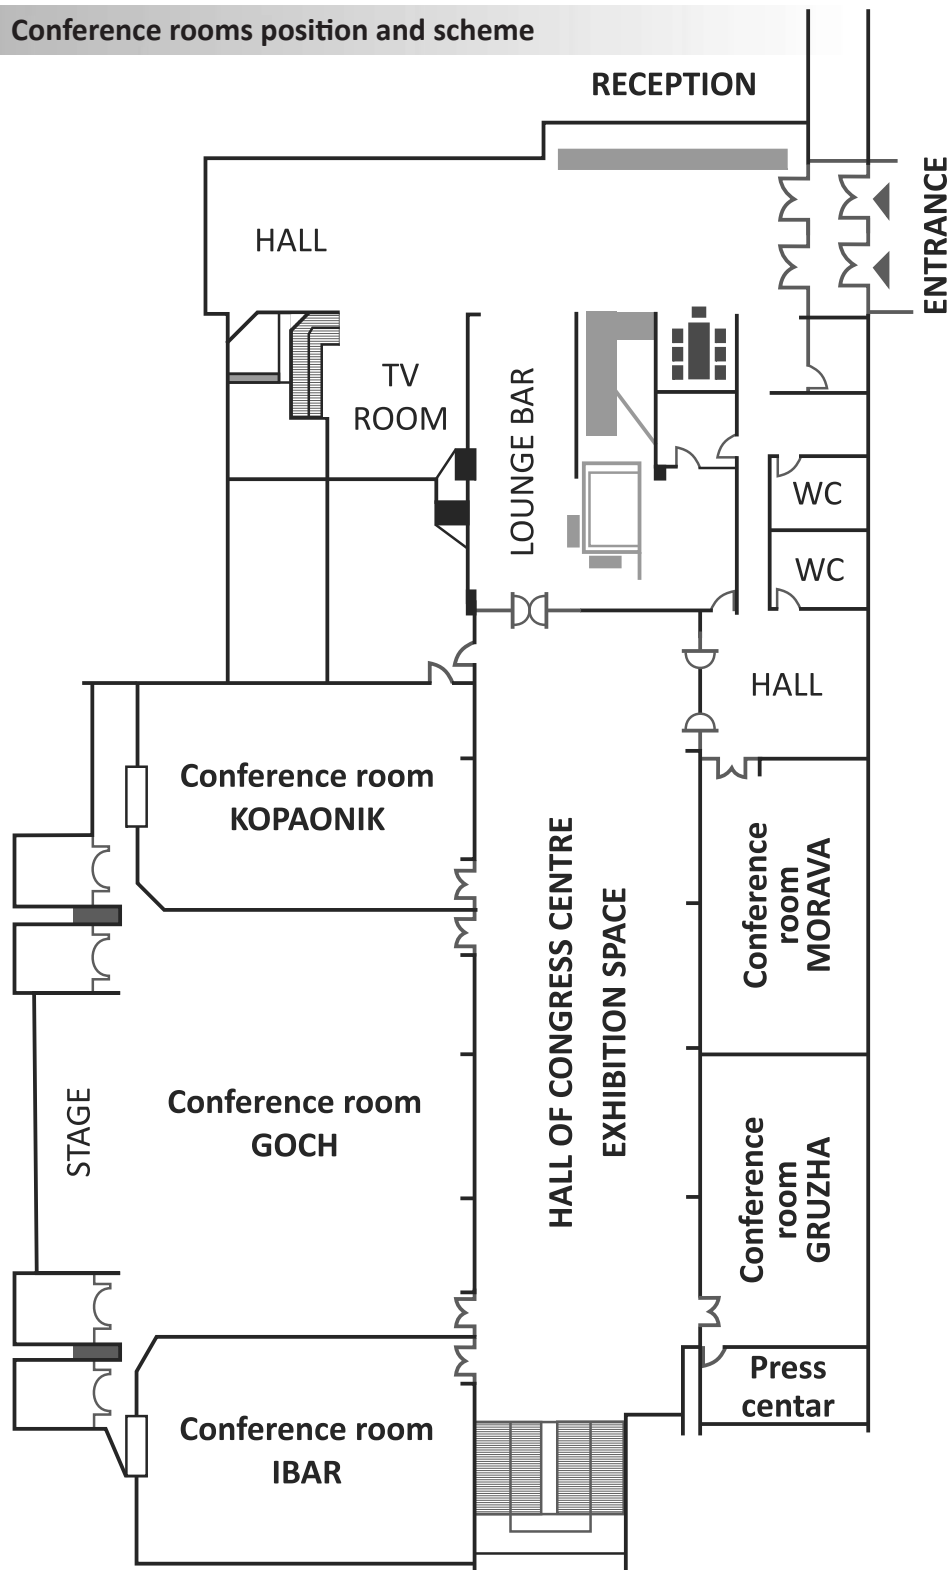 Conference rooms position and scheme
RECEPTION
ENTRANCE
HALL
TV
ROOM
LOUNGE BAR
WC
WC
HALL
Conference room
KOPAONIK
HALL OF CONGRESS CENTRE
EXHIBITION SPACE
Conference
room
MORAVA
STAGE
Conference room
GOCH
Conference
room
GRUZHA
Press
centar
Conference room
IBAR